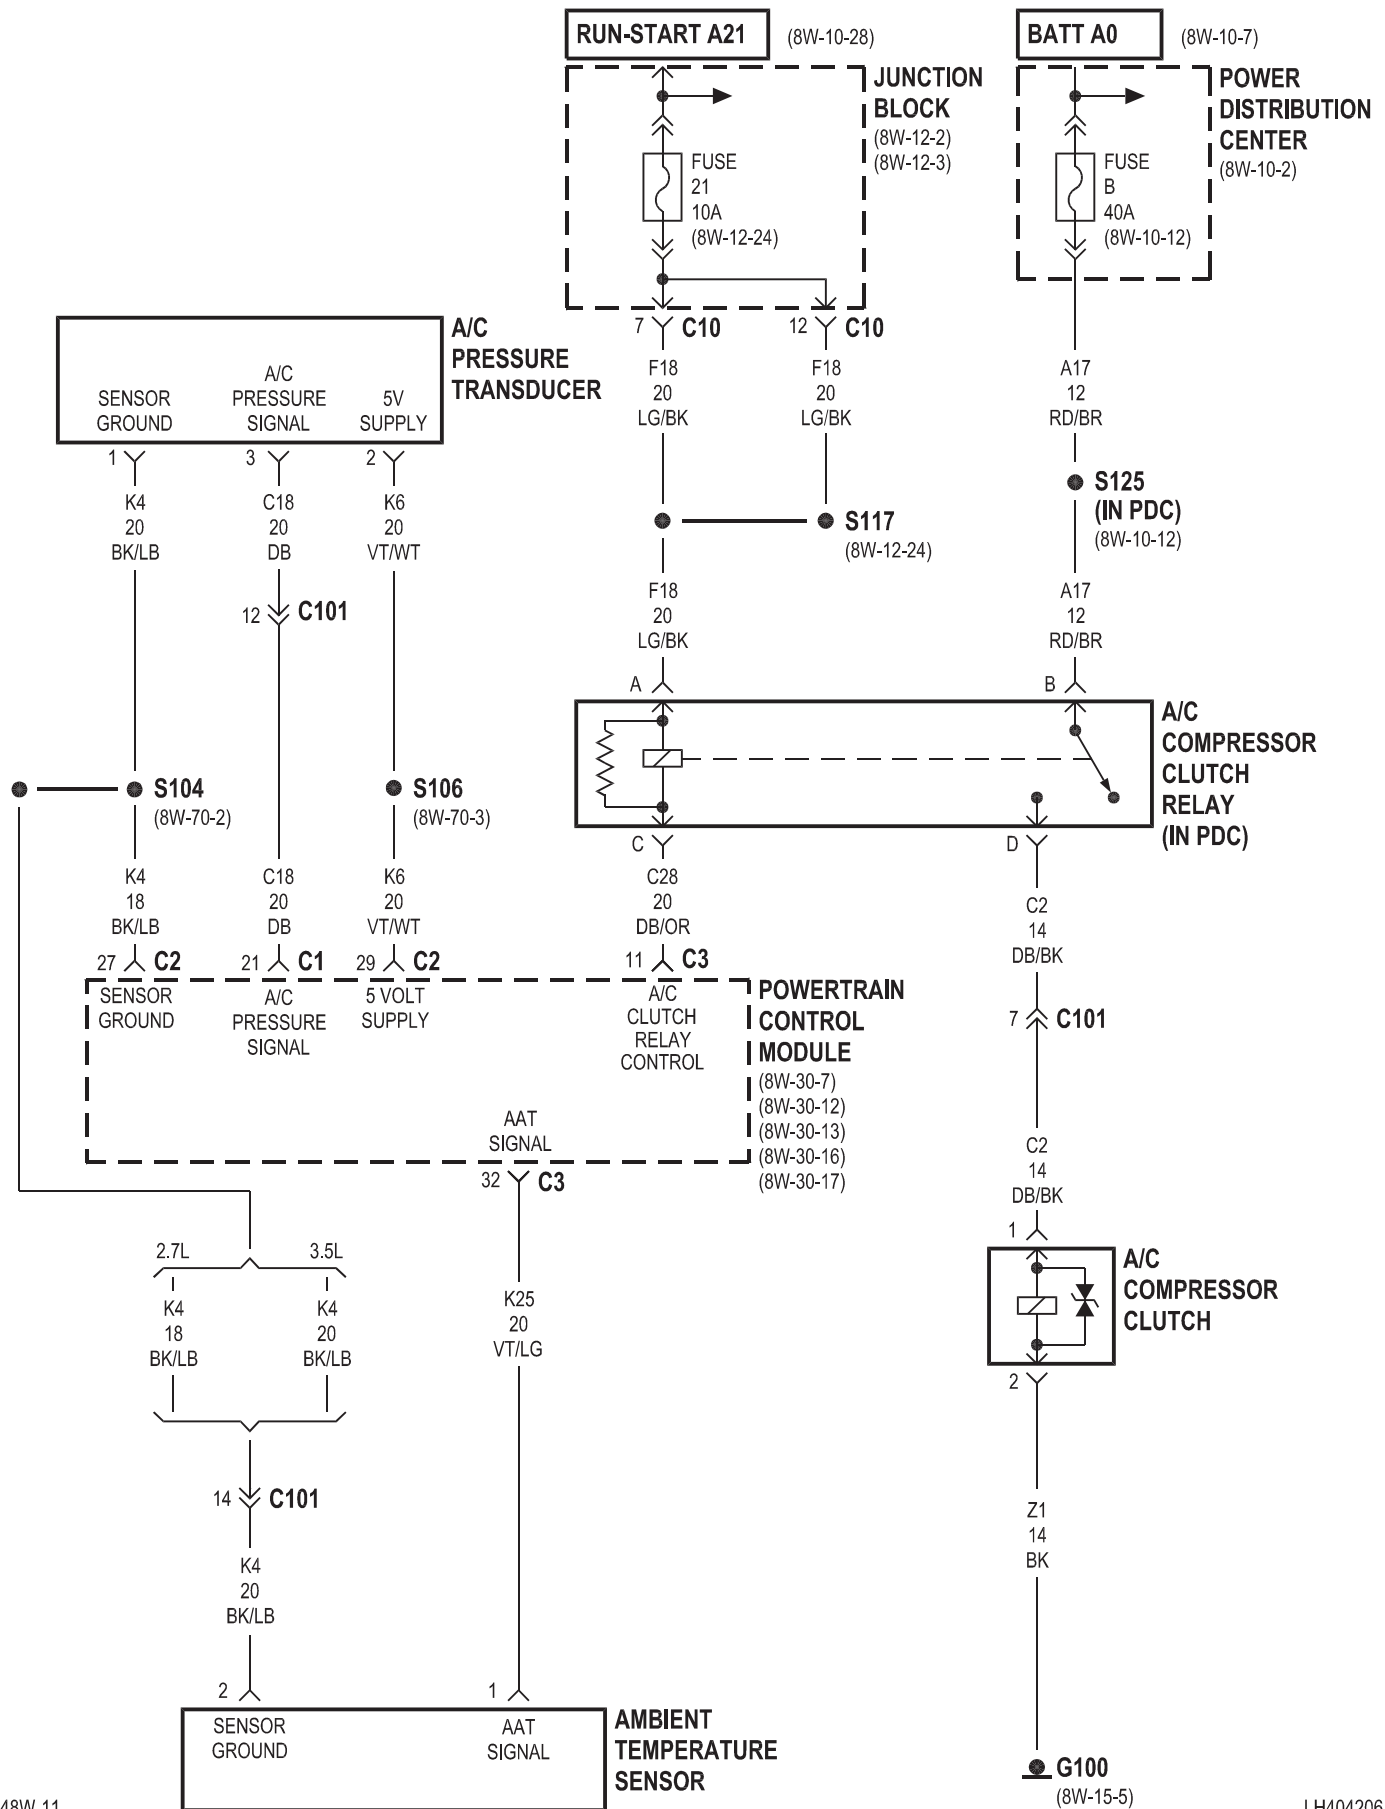 RUN-START A21
(8W-10-28)
BATT A0
(8W-10-7)
JUNCTION
BLOCK
(8W-12-2)
(8W-12-3)
POWER
DISTRIBUTION
CENTER
(8W-10-2)
FUSE
21
10A
(8W-12-24)
FUSE
B
40A
(8W-10-12)
7
C10
12
C10
F18
20
LG/BK
F18
20
LG/BK
A17
12
RD/BR
A/C
PRESSURE
TRANSDUCER
SENSOR
GROUND
A/C
PRESSURE
SIGNAL
5V
SUPPLY
1
3
2
K4
20
BK/LB
C18
20
DB
K6
20
VT/WT
S125
(IN PDC)
(8W-10-12)
S117
(8W-12-24)
12
C101
F18
20
LG/BK
A17
12
RD/BR
A
B
A/C
COMPRESSOR
CLUTCH
RELAY
(IN PDC)
S104
(8W-70-2)
S106
(8W-70-3)
C
D
K4
18
BK/LB
C18
20
DB
K6
20
VT/WT
C28
20
DB/OR
C2
14
DB/BK
27
C2
21
C1
29
C2
11
C3
SENSOR
GROUND
A/C
PRESSURE
SIGNAL
5 VOLT
SUPPLY
A/C
CLUTCH
RELAY
CONTROL
POWERTRAIN
CONTROL
MODULE
(8W-30-7)
(8W-30-12)
(8W-30-13)
(8W-30-16)
(8W-30-17)
7
C101
AAT
SIGNAL
32
C3
C2
14
DB/BK
1
A/C
COMPRESSOR
CLUTCH
2
2.7L
3.5L
K4
18
BK/LB
K4
20
BK/LB
K25
20
VT/LG
14
C101
K4
20
BK/LB
Z1
14
BK
2
1
SENSOR
GROUND
AAT
SIGNAL
AMBIENT
TEMPERATURE
SENSOR
G100
(8W-15-5)
48W-11
LH404206